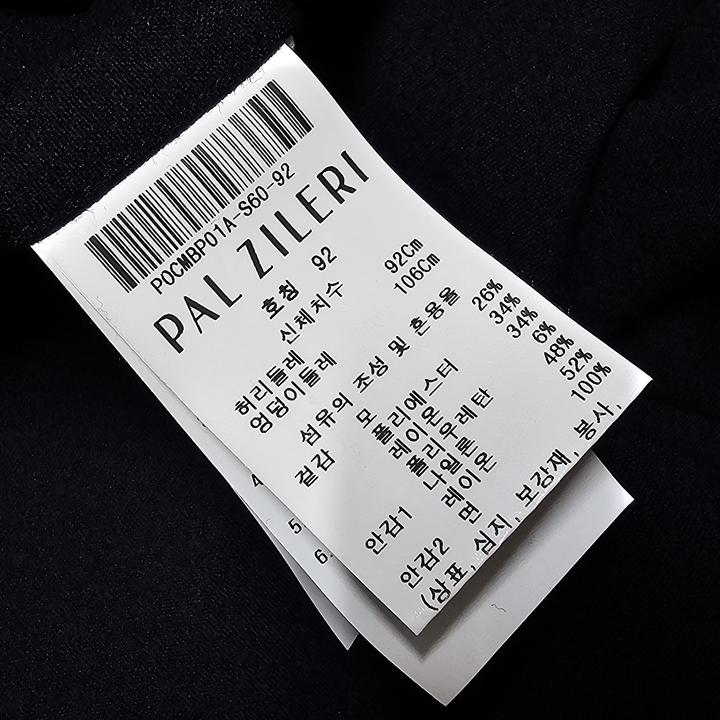 POCMBP01A-S60-92
PAL ZILERI
호칭 92
신체치수
허리둘레 92Cm
엉덩이둘레 106Cm
섬유의 조성 및 혼용율
겉감 모 26%
폴리에스터 34%
레이온 34%
폴리우레탄 6%
안감1 나일론 48%
레이온 52%
안감2 면 100%
(상표, 심지, 보강재, 봉사,
4
5
6.